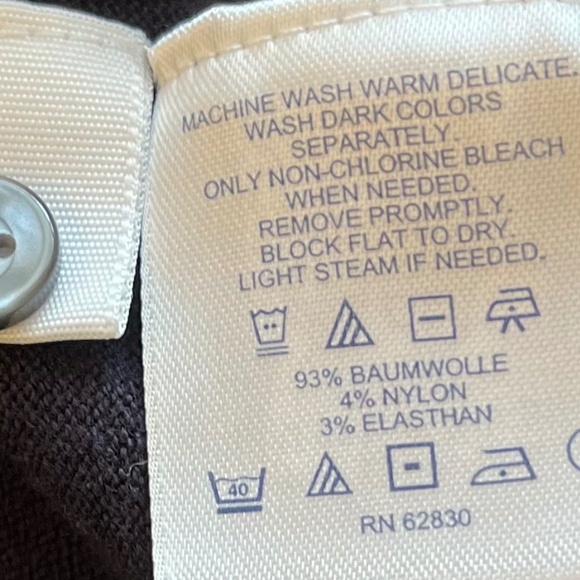 MACHINE WASH WARM DELICATE.
WASH DARK COLORS
SEPARATELY.
ONLY NON-CHLORINE BLEACH
WHEN NEEDED.
REMOVE PROMPTLY.
BLOCK FLAT TO DRY.
LIGHT STEAM IF NEEDED.
93% BAUMWOLLE
4% NYLON
3% ELASTHAN
40
RN 62830